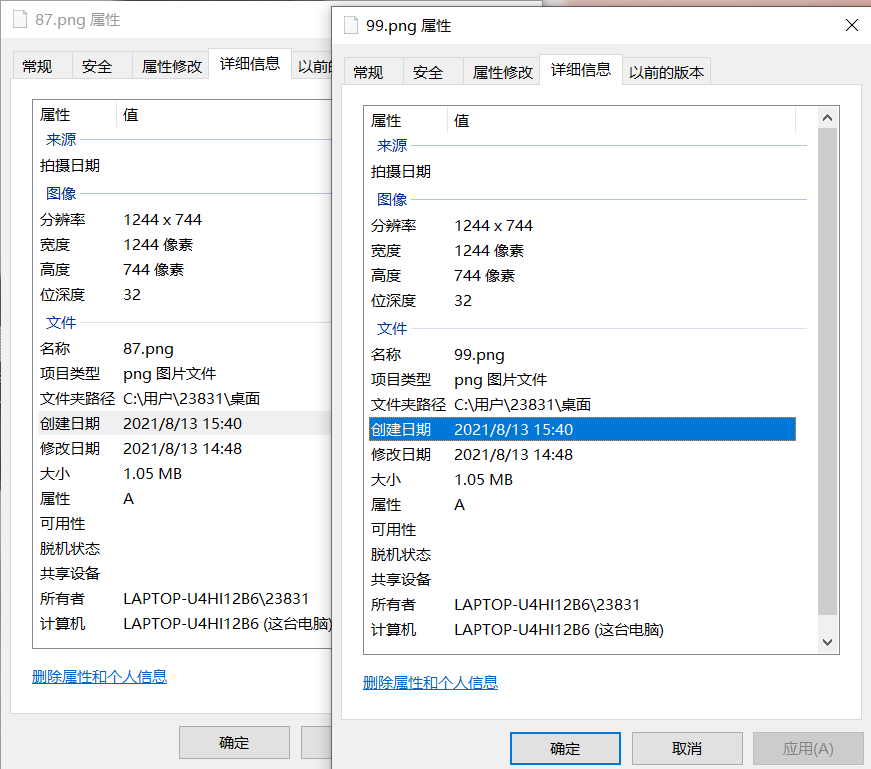 87.png 属性
常规 安全 属性修改 详细信息 以前
属性 值
来源
拍摄日期
图像
分辨率 1244 x 744
宽度 1244 像素
高度 744 像素
位深度 32
文件
名称 87.png
项目类型 png 图片文件
文件夹路径 C:\用户\23831\桌面
创建日期 2021/8/13 15:40
修改日期 2021/8/13 14:48
大小 1.05 MB
属性 A
可用性
脱机状态
共享设备
所有者 LAPTOP-U4HI12B6\23831
计算机 LAPTOP-U4HI12B6 (这台电脑)
删除属性和个人信息
确定
99.png 属性
常规 安全 属性修改 详细信息 以前的版本
属性 值
来源
拍摄日期
图像
分辨率 1244 x 744
宽度 1244 像素
高度 744 像素
位深度 32
文件
名称 99.png
项目类型 png 图片文件
文件夹路径 C:\用户\23831\桌面
创建日期 2021/8/13 15:40
修改日期 2021/8/13 14:48
大小 1.05 MB
属性 A
可用性
脱机状态
共享设备
所有者 LAPTOP-U4HI12B6\23831
计算机 LAPTOP-U4HI12B6 (这台电脑)
删除属性和个人信息
确定 取消 应用(A)